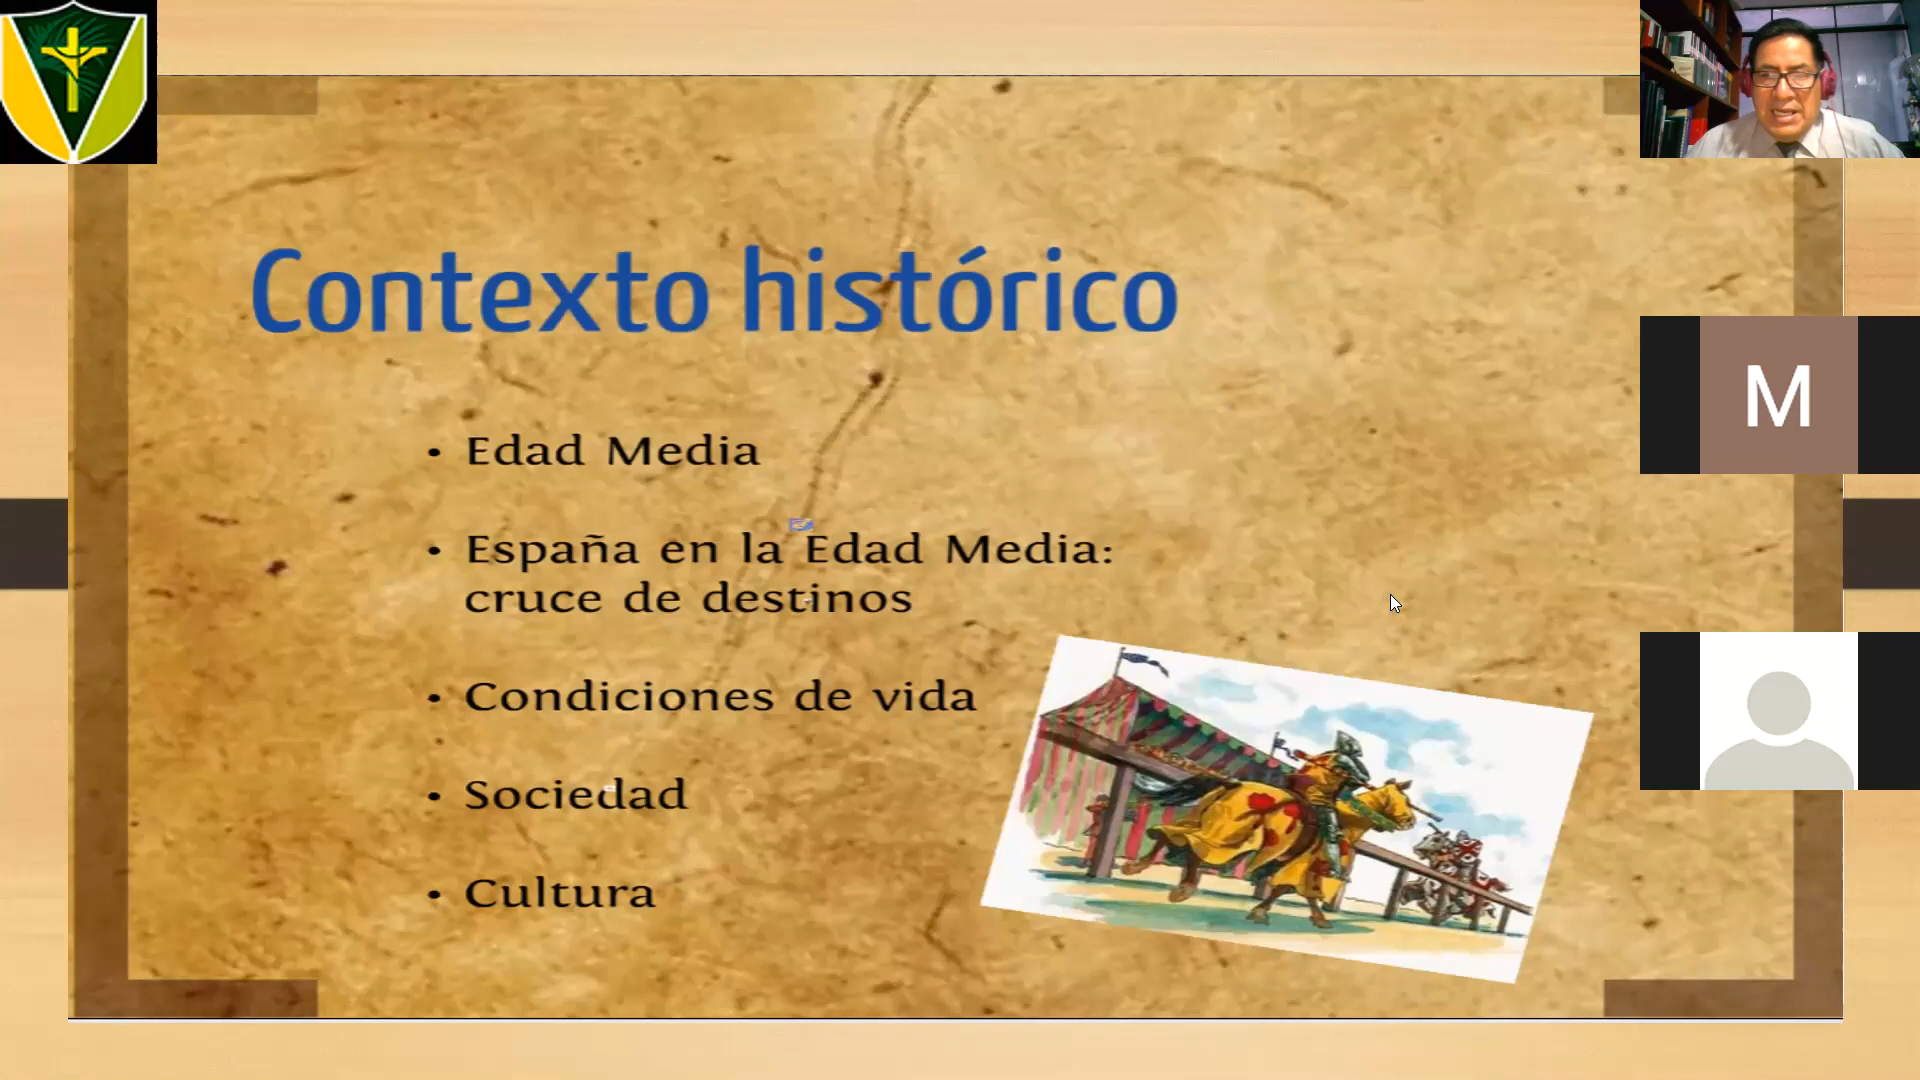 Contexto histórico
• Edad Media
• España en la Edad Media:
cruce de destinos
• Condiciones de vida
• Sociedad
• Cultura
M